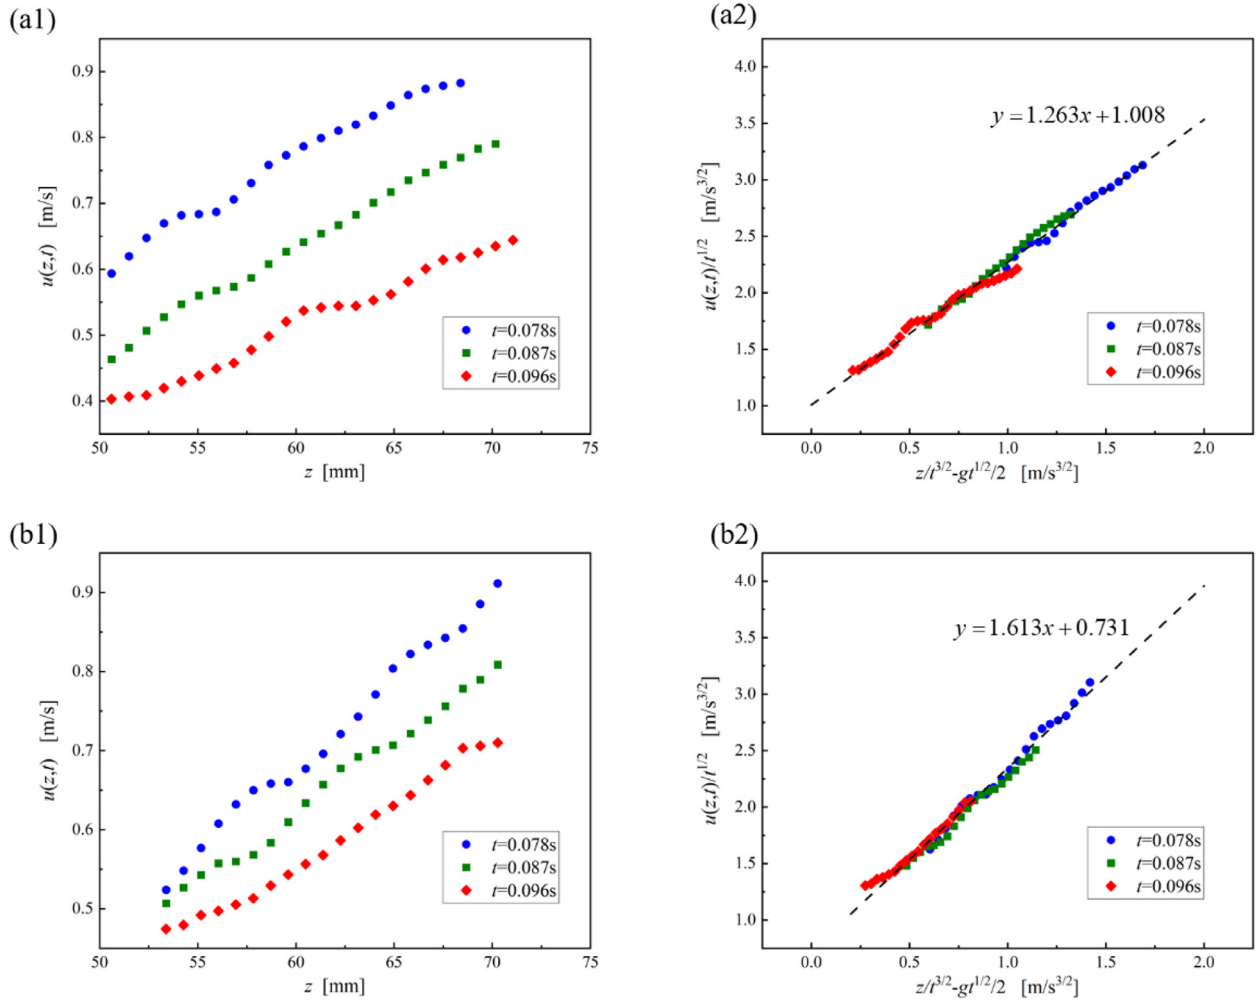 (a1)
0.9
0.8
0.7
0.6
0.5
0.4
u(z,t) [m/s]
t=0.078s
t=0.087s
t=0.096s
50 55 60 65 70 75
z [mm]
(a2)
4.0
3.5
3.0
2.5
2.0
1.5
1.0
u(z,t)/t^1/2 [m/s^3/2]
y=1.263x+1.008
t=0.078s
t=0.087s
t=0.096s
0.0 0.5 1.0 1.5 2.0
z/t^3/2-gt^1/2/2 [m/s^3/2]
(b1)
0.9
0.8
0.7
0.6
0.5
u(z,t) [m/s]
t=0.078s
t=0.087s
t=0.096s
50 55 60 65 70 75
z [mm]
(b2)
4.0
3.5
3.0
2.5
2.0
1.5
1.0
u(z,t)/t^1/2 [m/s^3/2]
y=1.613x+0.731
t=0.078s
t=0.087s
t=0.096s
0.0 0.5 1.0 1.5 2.0
z/t^3/2-gt^1/2/2 [m/s^3/2]